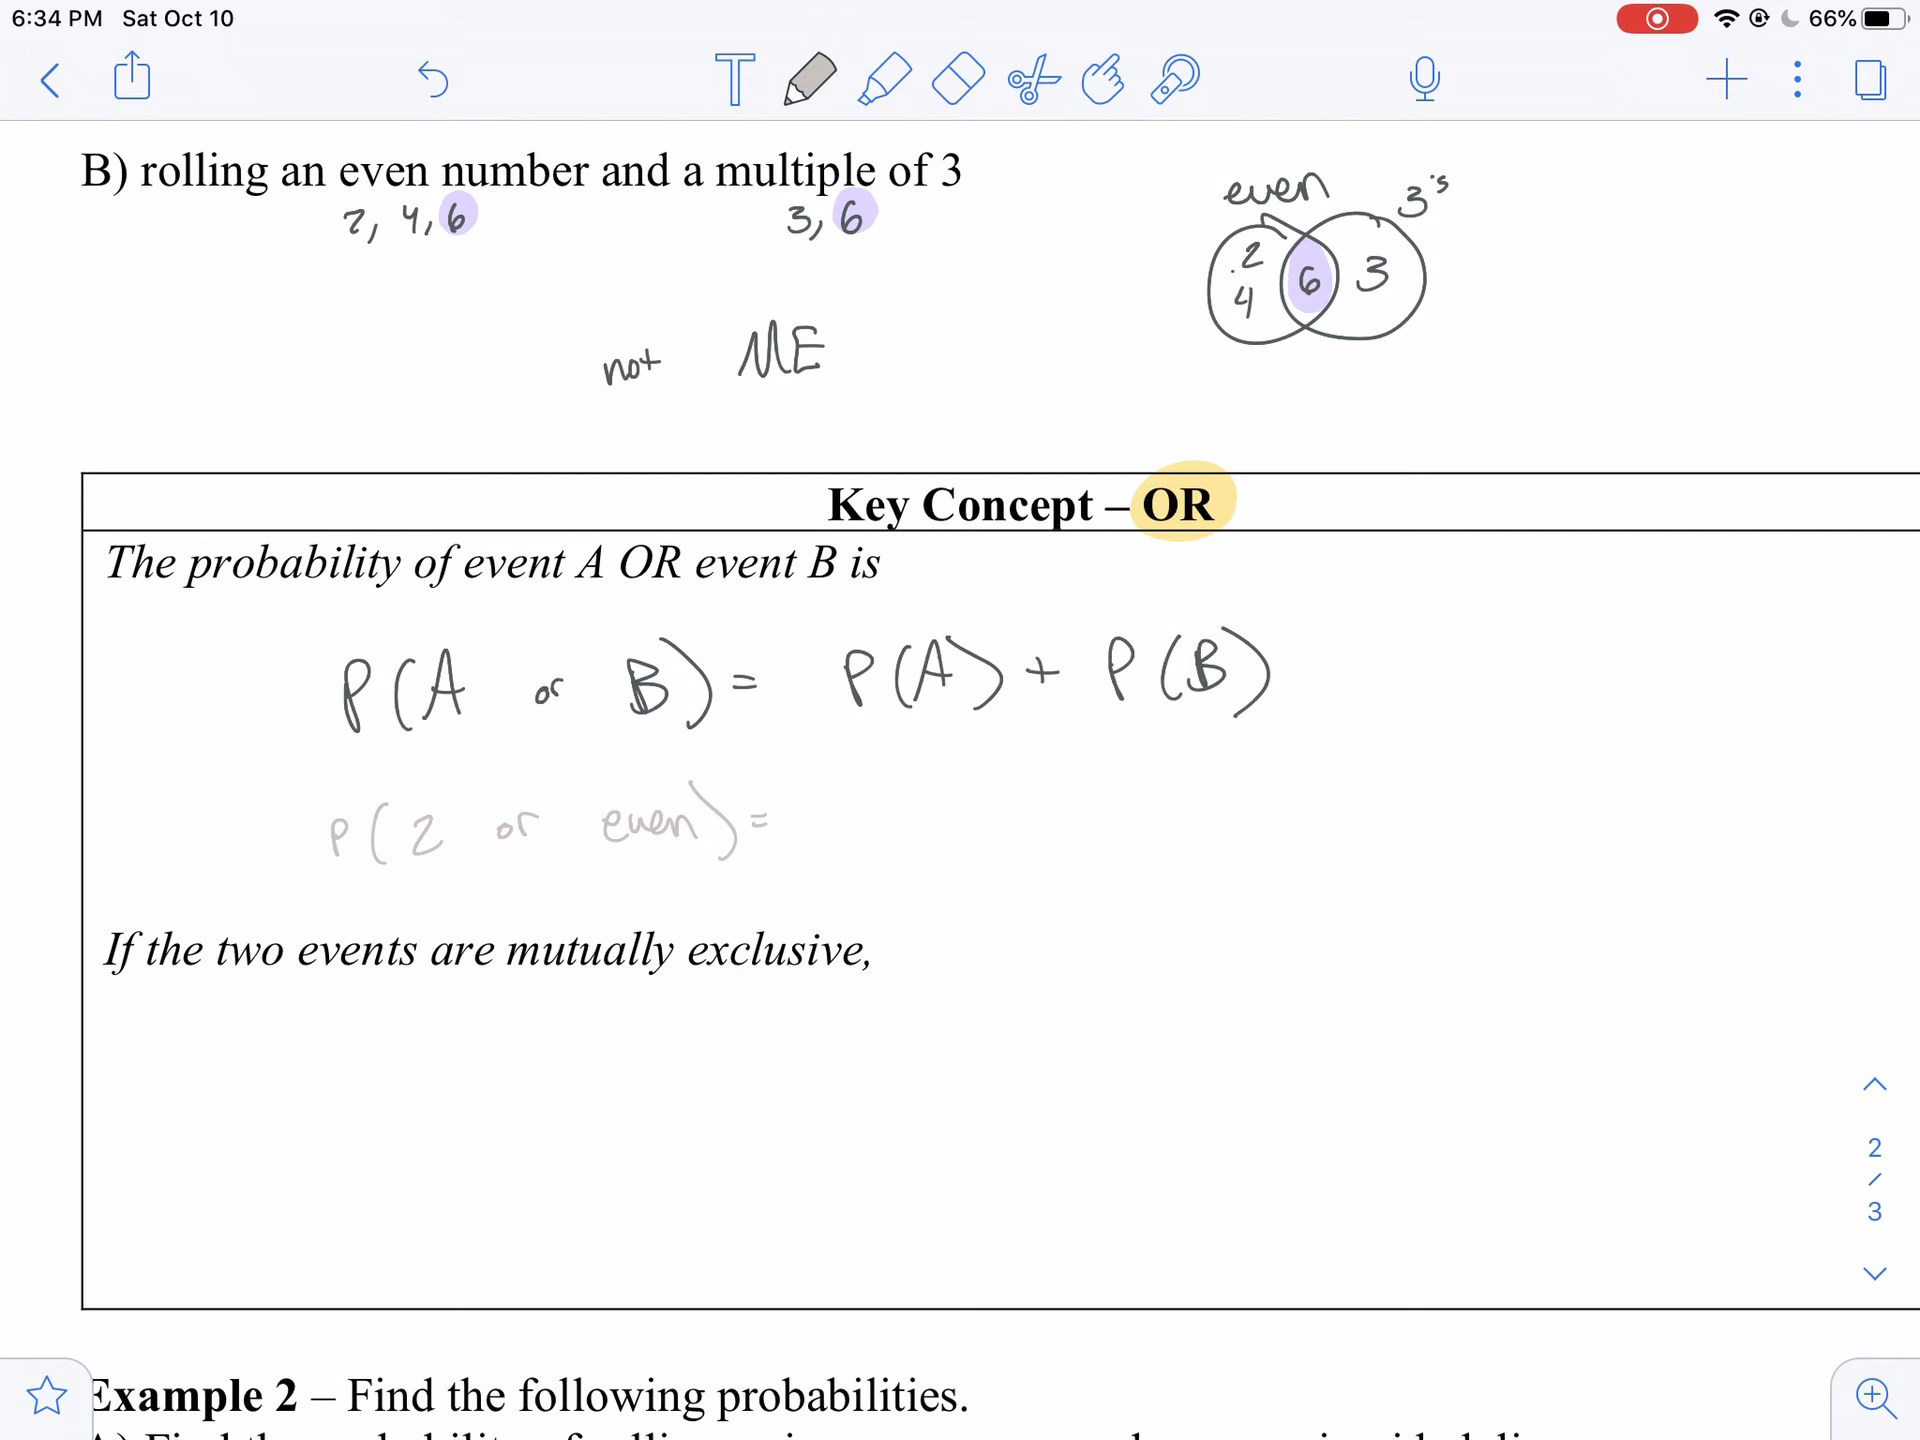 6:34 PM Sat Oct 10
66%
B) rolling an even number and a multiple of 3
2, 4, 6
3, 6
even
3's
2
4
6
3
not ME
Key Concept – OR
The probability of event A OR event B is
P(A or B) = P(A) + P(B)
P(2 or even) =
If the two events are mutually exclusive,
2
/
3
Example 2 – Find the following probabilities.